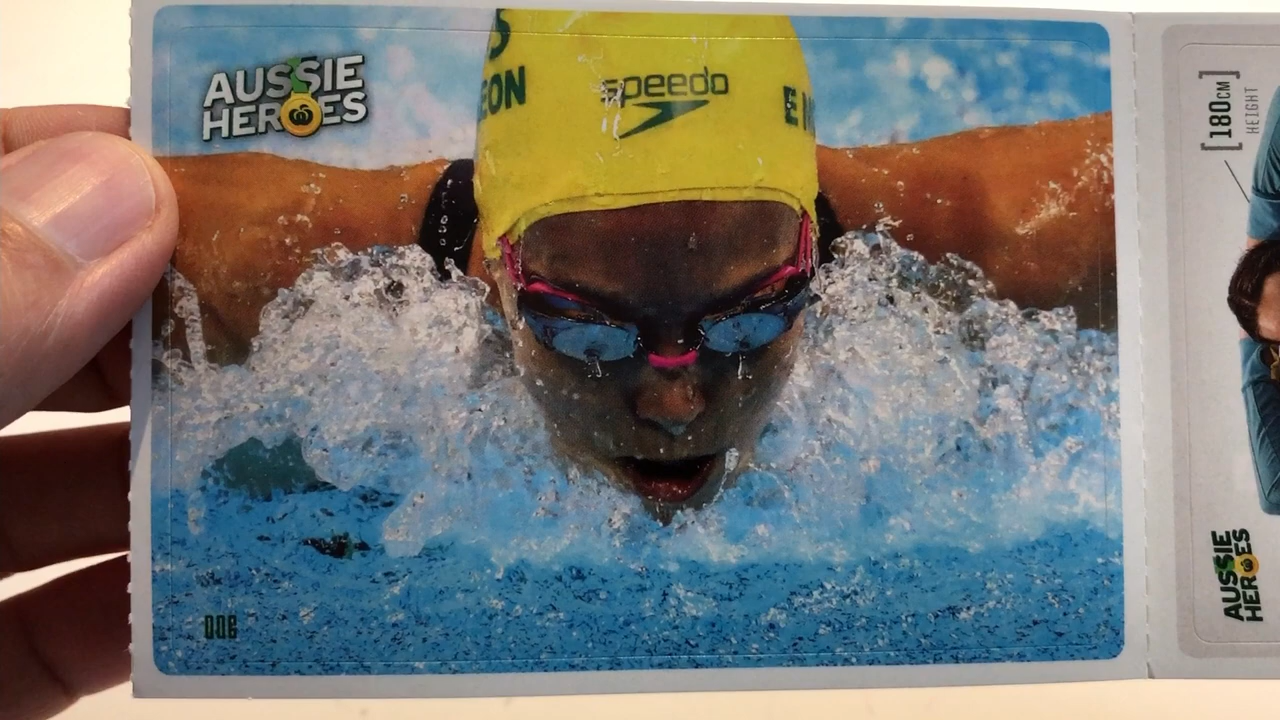 AUSSIE
HEROES
S
EON
speedo
E M
006
[180CM]
HEIGHT
AUSSIE
HEROES